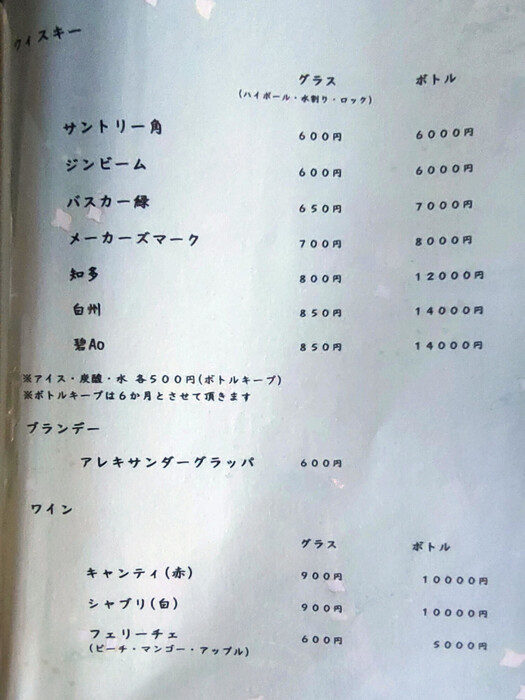 ウイスキー
グラス ボトル
(ハイボール・水割り・ロック)
サントリー角 600円 6000円
ジンビーム 600円 6000円
バスカー緑 650円 7000円
メーカーズマーク 700円 8000円
知多 800円 12000円
白州 850円 14000円
碧Ao 850円 14000円
※アイス・炭酸・水 各500円(ボトルキープ)
※ボトルキープは6か月とさせて頂きます
ブランデー
アレキサンダーグラッパ 600円
ワイン
グラス ボトル
キャンティ(赤) 900円 10000円
シャブリ(白) 900円 10000円
フェリーチェ 600円 5000円
(ピーチ・マンゴー・アップル)